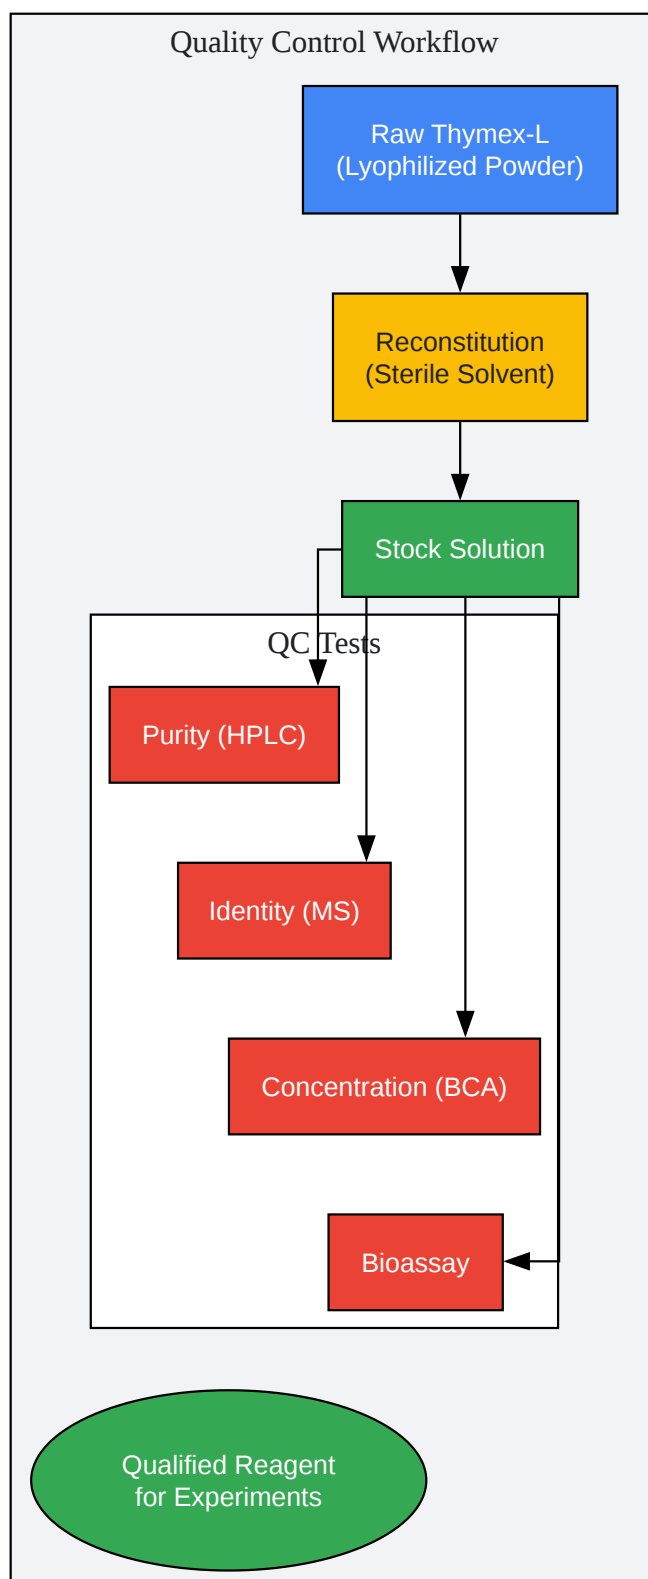 Quality Control Workflow
Raw Thymex-L
(Lyophilized Powder)
Reconstitution
(Sterile Solvent)
Stock Solution
QC Tests
Purity (HPLC)
Identity (MS)
Concentration (BCA)
Bioassay
Qualified Reagent
for Experiments